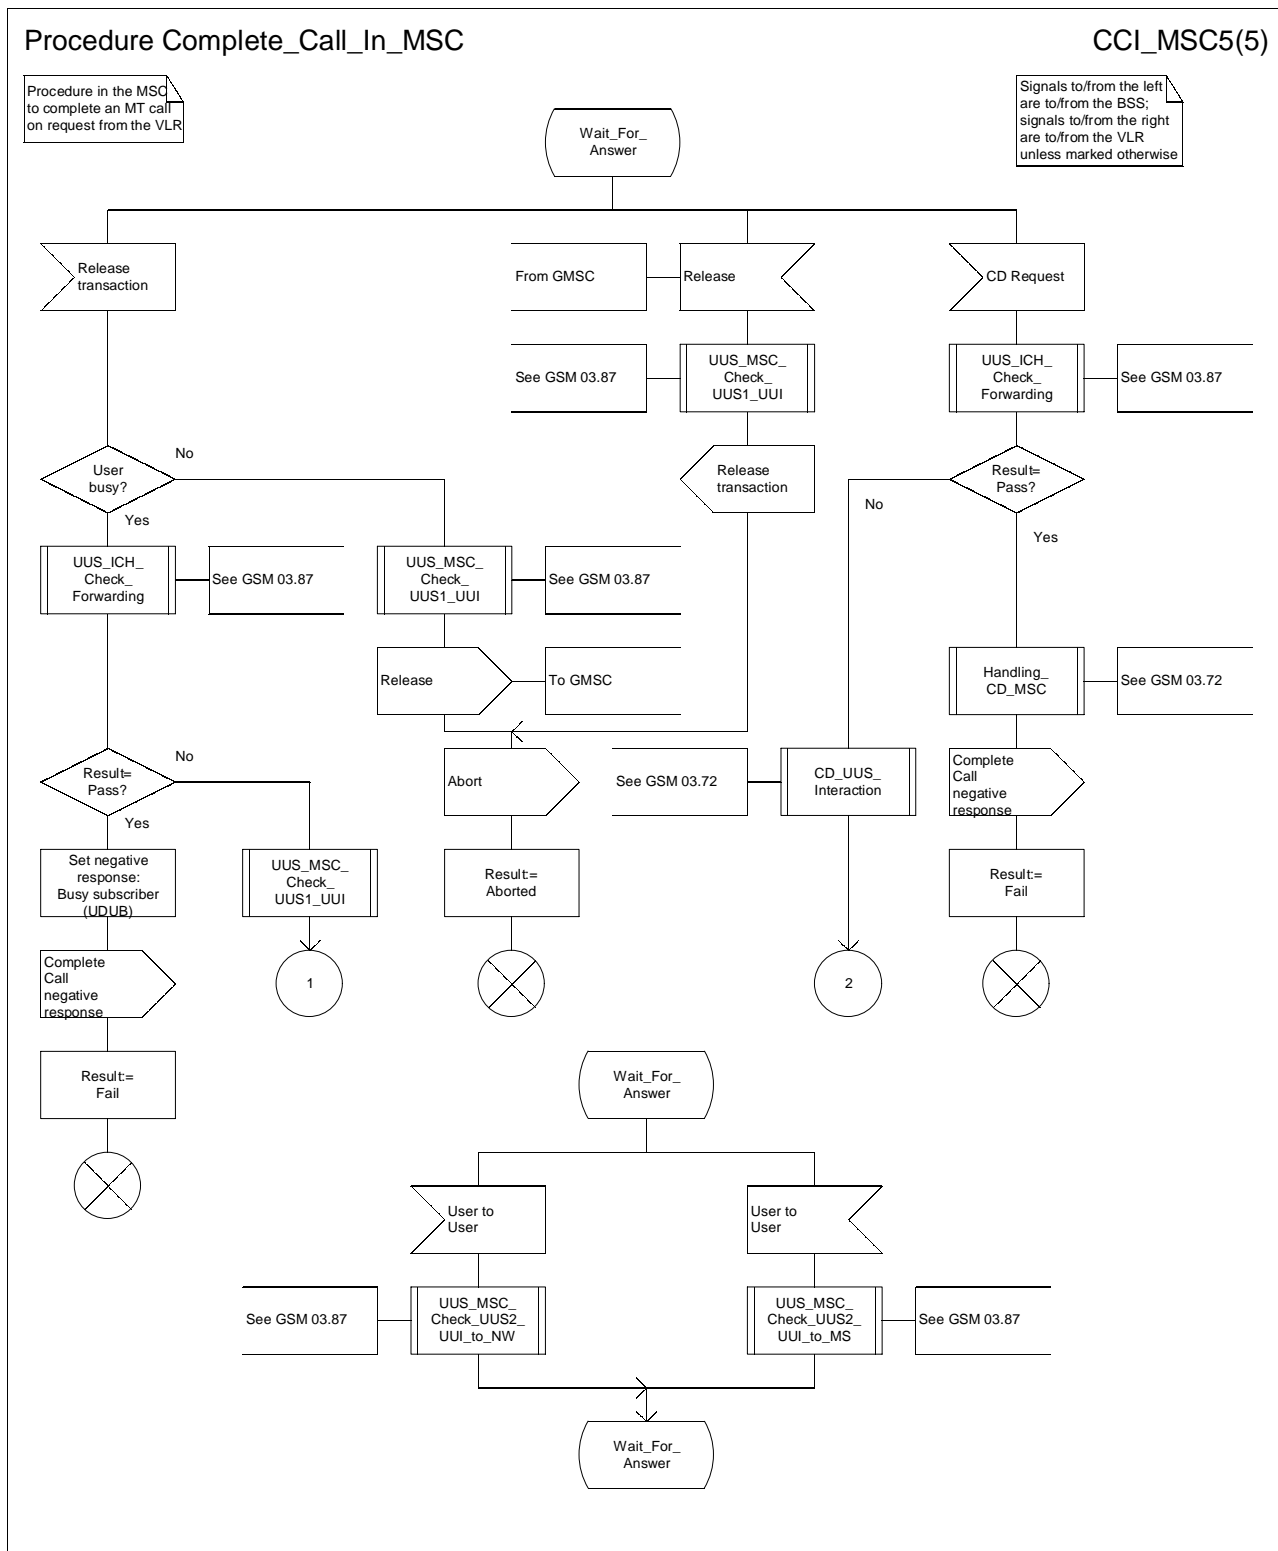 Procedure Complete_Call_In_MSC
CCI_MSC5(5)
Procedure in the MSC
to complete an MT call
on request from the VLR
Signals to/from the left
are to/from the BSS;
signals to/from the right
are to/from the VLR
unless marked otherwise
Wait_For_
Answer
Release
transaction
From GMSC
Release
CD Request
See GSM 03.87
UUS_MSC_
Check_
UUS1_UUI
UUS_ICH_
Check_
Forwarding
See GSM 03.87
User
busy?
No
Yes
Release
transaction
Result=
Pass?
No
Yes
UUS_ICH_
Check_
Forwarding
See GSM 03.87
UUS_MSC_
Check_
UUS1_UUI
See GSM 03.87
Release
To GMSC
Handling_
CD_MSC
See GSM 03.72
Result=
Pass?
No
Yes
Abort
See GSM 03.72
CD_UUS_
Interaction
Complete
Call
negative
response
Set negative
response:
Busy subscriber
(UDUB)
UUS_MSC_
Check_
UUS1_UUI
Result:=
Aborted
Result:=
Fail
Complete
Call
negative
response
1
2
Result:=
Fail
Wait_For_
Answer
User to
User
User to
User
See GSM 03.87
UUS_MSC_
Check_UUS2_
UUI_to_NW
UUS_MSC_
Check_UUS2_
UUI_to_MS
See GSM 03.87
Wait_For_
Answer